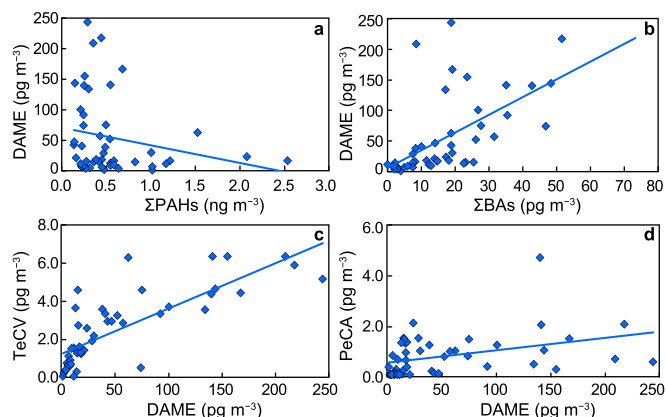 a
DAME (pg m⁻³)
250
200
150
100
50
0
0.0 0.5 1.0 1.5 2.0 2.5 3.0
ΣPAHs (ng m⁻³)
b
DAME (pg m⁻³)
250
200
150
100
50
0
0 10 20 30 40 50 60 70 80
ΣBAs (pg m⁻³)
c
TeCV (pg m⁻³)
8.0
6.0
4.0
2.0
0.0
0 50 100 150 200 250
DAME (pg m⁻³)
d
PeCA (pg m⁻³)
6.0
4.0
2.0
0.0
0 50 100 150 200 250
DAME (pg m⁻³)